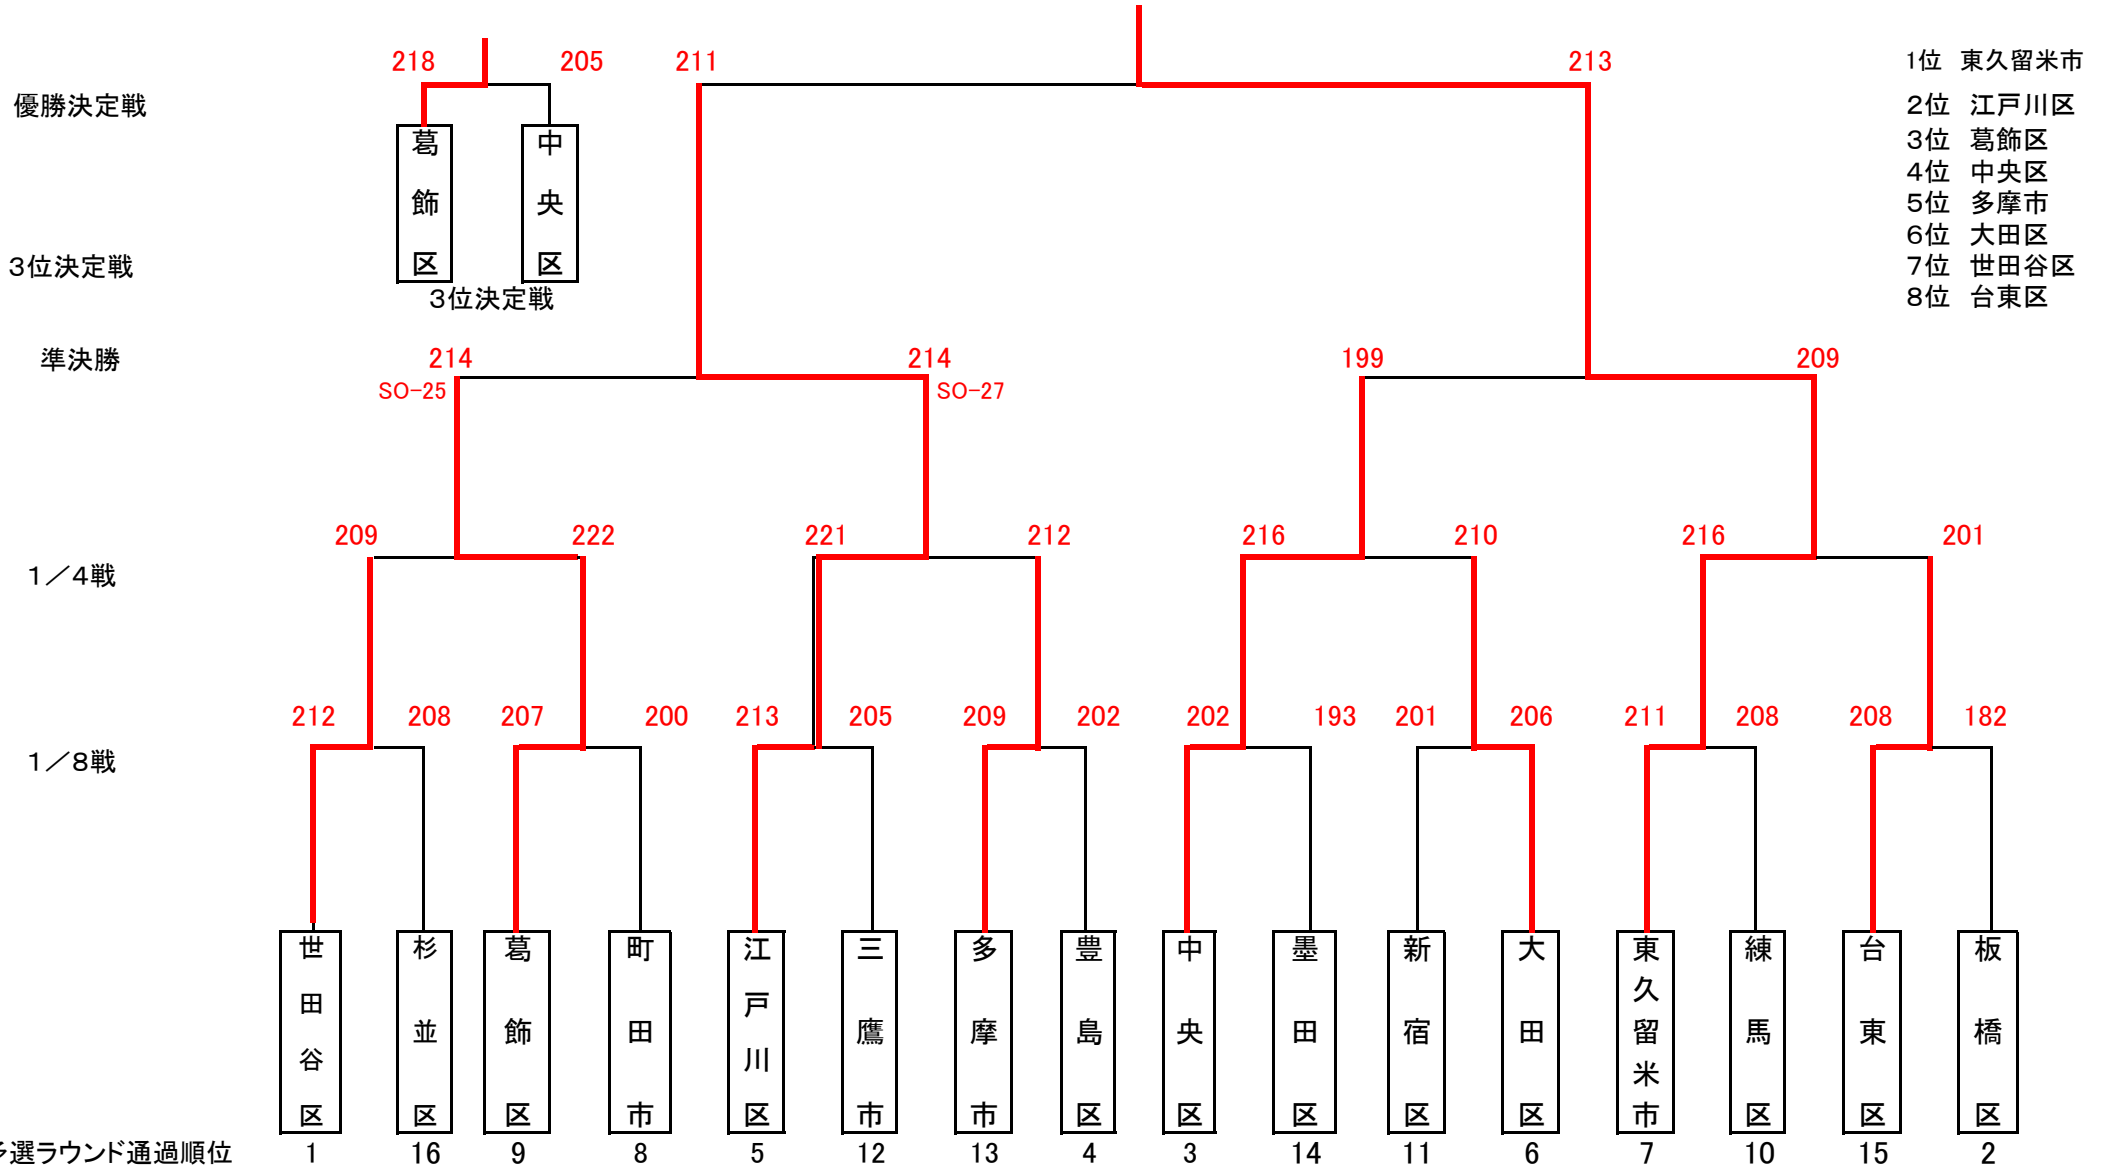 218 205 211 213 1位 東久留米市
優勝決定戦 2位 江戸川区
葛飾区 中央区 3位 葛飾区
4位 中央区
5位 多摩市
6位 大田区
3位決定戦 7位 世田谷区
3位決定戦 8位 台東区
準決勝 214 214 199 209
SO-25 SO-27
209 222 221 212 216 210 216 201
1/4戦
212 208 207 200 213 205 209 202 202 193 201 206 211 208 208 182
1/8戦
世田谷区 杉並区 葛飾区 町田市 江戸川区 三鷹市 多摩市 豊島区 中央区 墨田区 新宿区 大田区 東久留米市 練馬区 台東区 板橋区
選ラウンド通過順位 1 16 9 8 5 12 13 4 3 14 11 6 7 10 15 2